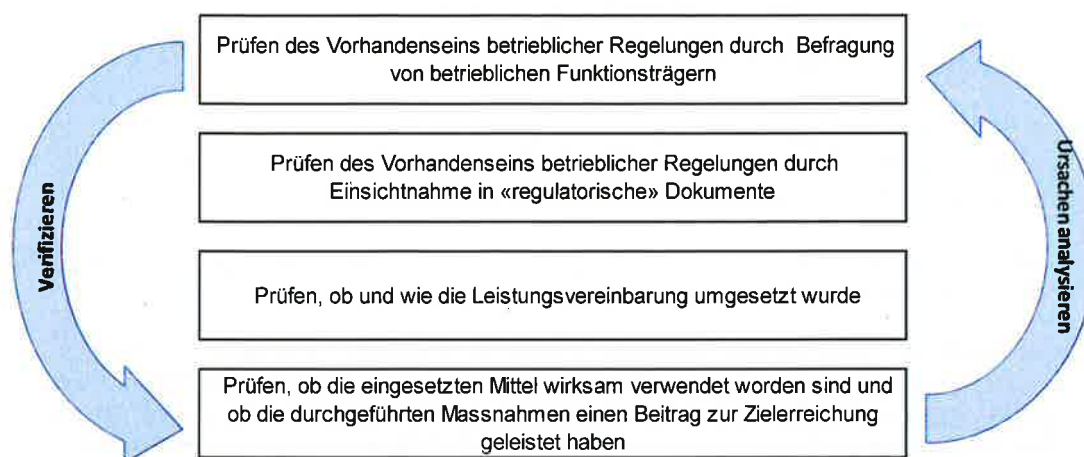 Prüfen des Vorhandenseins betrieblicher Regelungen durch Befragung
von betrieblichen Funktionsträgern
Prüfen des Vorhandenseins betrieblicher Regelungen durch
Einsichtnahme in «regulatorische» Dokumente
Prüfen, ob und wie die Leistungsvereinbarung umgesetzt wurde
Prüfen, ob die eingesetzten Mittel wirksam verwendet worden sind und
ob die durchgeführten Massnahmen einen Beitrag zur Zielerreichung
geleistet haben
Verifizieren
Ursachen analysieren